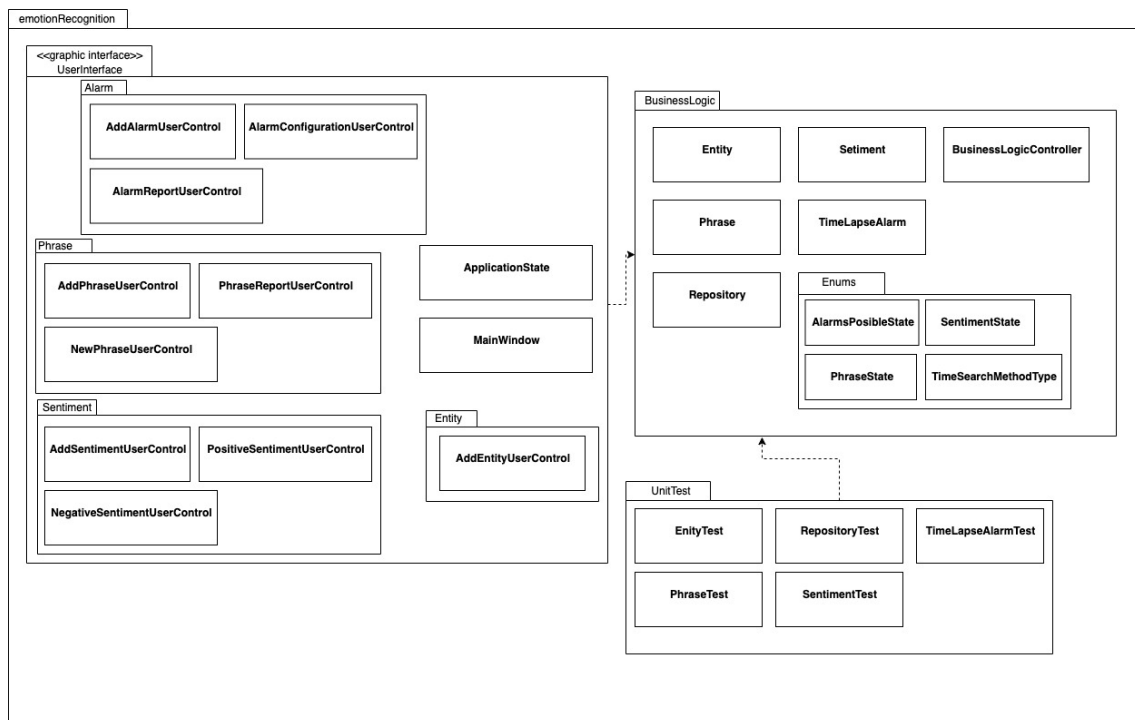 emotionRecognition
<<graphic interface>>
UserInterface
Alarm
AddAlarmUserControl
AlarmConfigurationUserControl
AlarmReportUserControl
Phrase
AddPhraseUserControl
PhraseReportUserControl
NewPhraseUserControl
ApplicationState
MainWindow
Sentiment
AddSentimentUserControl
PositiveSentimentUserControl
NegativeSentimentUserControl
Entity
AddEntityUserControl
BusinessLogic
Entity
Setiment
BusinessLogicController
Phrase
TimeLapseAlarm
Repository
Enums
AlarmsPosibleState
SentimentState
PhraseState
TimeSearchMethodType
UnitTest
EnityTest
RepositoryTest
TimeLapseAlarmTest
PhraseTest
SentimentTest